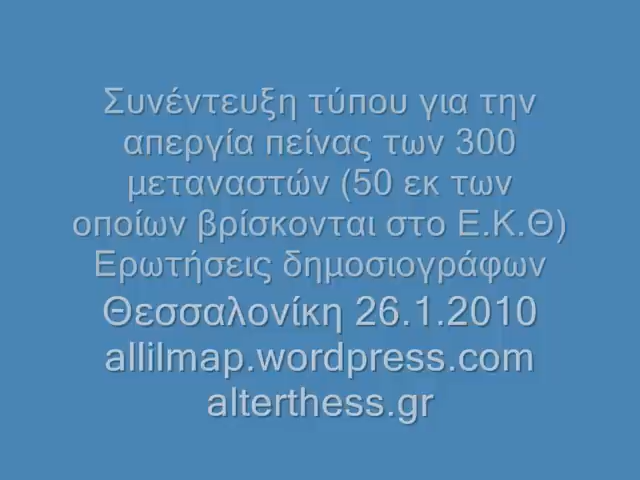 Συνέντευξη τύπου για την
απεργία πείνας των 300
μεταναστών (50 εκ των
οποίων βρίσκονται στο Ε.Κ.Θ)
Ερωτήσεις δημοσιογράφων
Θεσσαλονίκη 26.1.2010
allilmap.wordpress.com
alterthess.gr